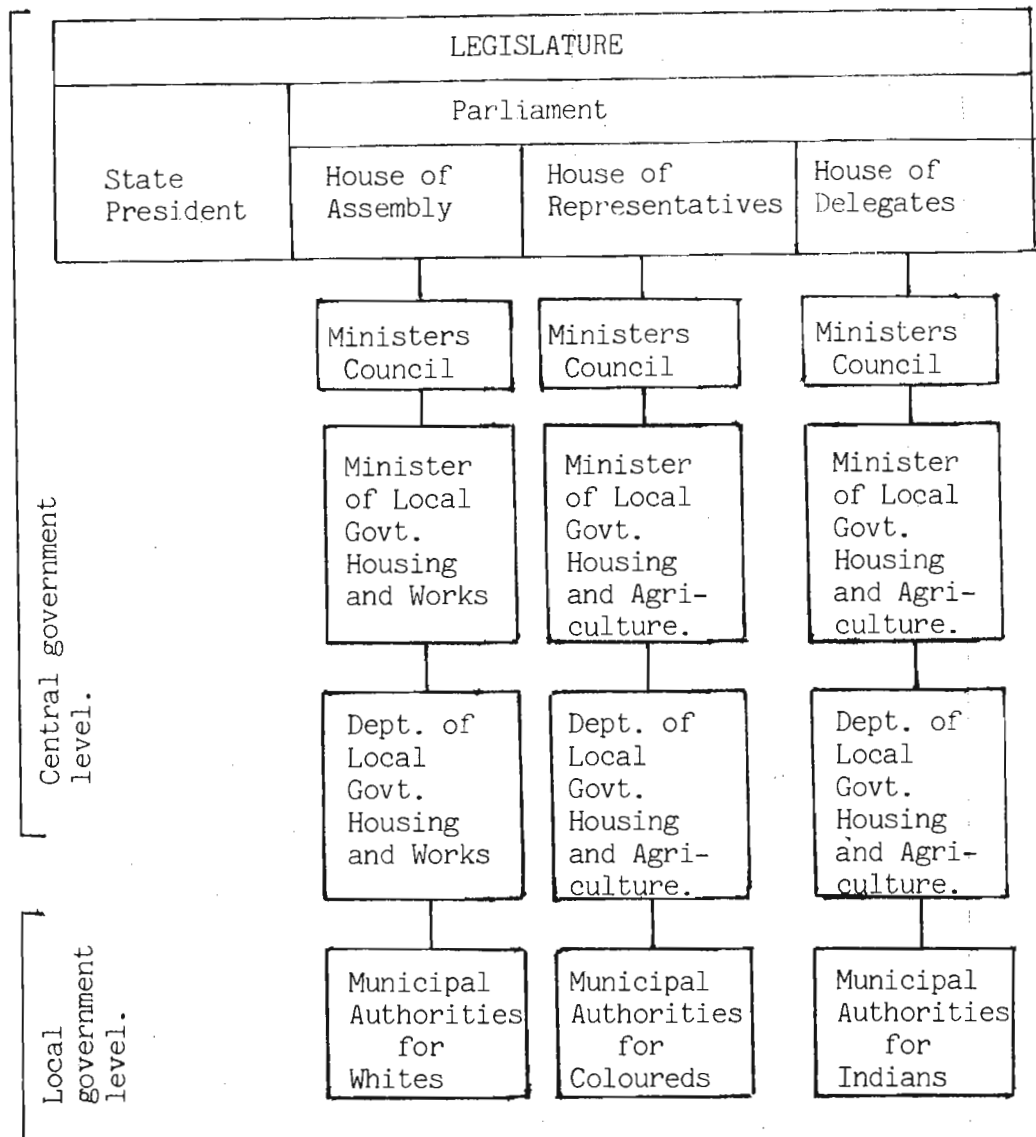 LEGISLATURE
Parliament
State
President
House of
Assembly
House of
Representatives
House of
Delegates
Ministers
Council
Ministers
Council
Ministers
Council
Minister
of Local
Govt.
Housing
and Works
Minister
of Local
Govt.
Housing
and Agri-
culture.
Minister
of Local
Govt.
Housing
and Agri-
culture.
Dept. of
Local
Govt.
Housing
and Works
Dept. of
Local
Govt.
Housing
and Agri-
culture.
Dept. of
Local
Govt.
Housing
and Agri-
culture.
Central government
level.
Municipal
Authorities
for
Whites
Municipal
Authorities
for
Coloureds
Municipal
Authorities
for
Indians
Local
government
level.